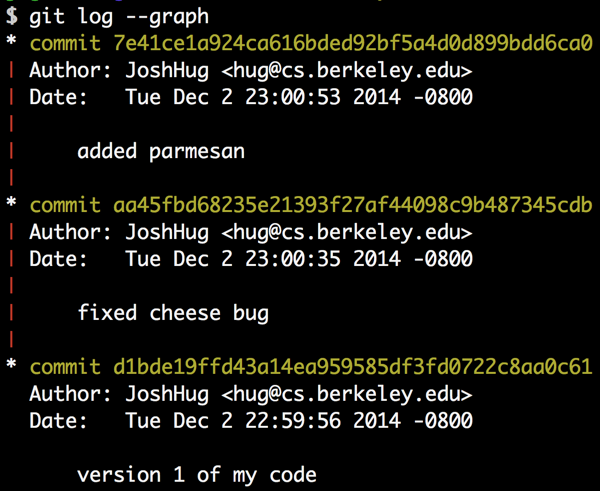 $ git log --graph
* commit 7e41ce1a924ca616bded92bf5a4d0d899bdd6ca0
| Author: JoshHug <hug@cs.berkeley.edu>
| Date:   Tue Dec 2 23:00:53 2014 -0800
|
|     added parmesan
|
* commit aa45fbd68235e21393f27af44098c9b487345cdb
| Author: JoshHug <hug@cs.berkeley.edu>
| Date:   Tue Dec 2 23:00:35 2014 -0800
|
|     fixed cheese bug
|
* commit d1bde19ffd43a14ea959585df3fd0722c8aa0c61
  Author: JoshHug <hug@cs.berkeley.edu>
  Date:   Tue Dec 2 22:59:56 2014 -0800

      version 1 of my code